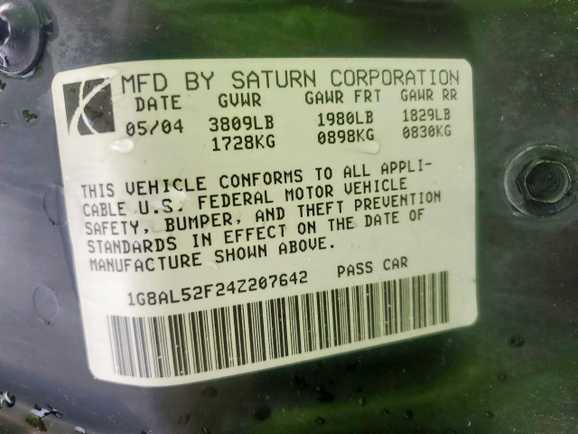 MFD BY SATURN CORPORATION
DATE GVWR GAWR FRT GAWR RR
05/04 3809LB 1980LB 1829LB
1728KG 0898KG 0830KG
THIS VEHICLE CONFORMS TO ALL APPLI-
CABLE U.S. FEDERAL MOTOR VEHICLE
SAFETY, BUMPER, AND THEFT PREVENTION
STANDARDS IN EFFECT ON THE DATE OF
MANUFACTURE SHOWN ABOVE.
1G8AL52F24Z207642 PASS CAR